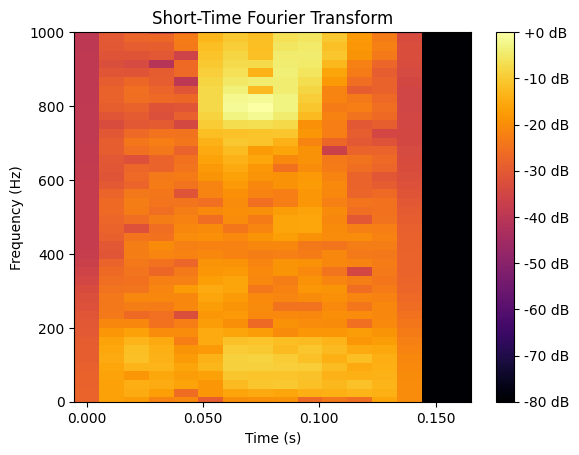 Short-Time Fourier Transform
1000
800
600
400
200
0
Frequency (Hz)
0.000
0.050
0.100
0.150
Time (s)
+0 dB
-10 dB
-20 dB
-30 dB
-40 dB
-50 dB
-60 dB
-70 dB
-80 dB